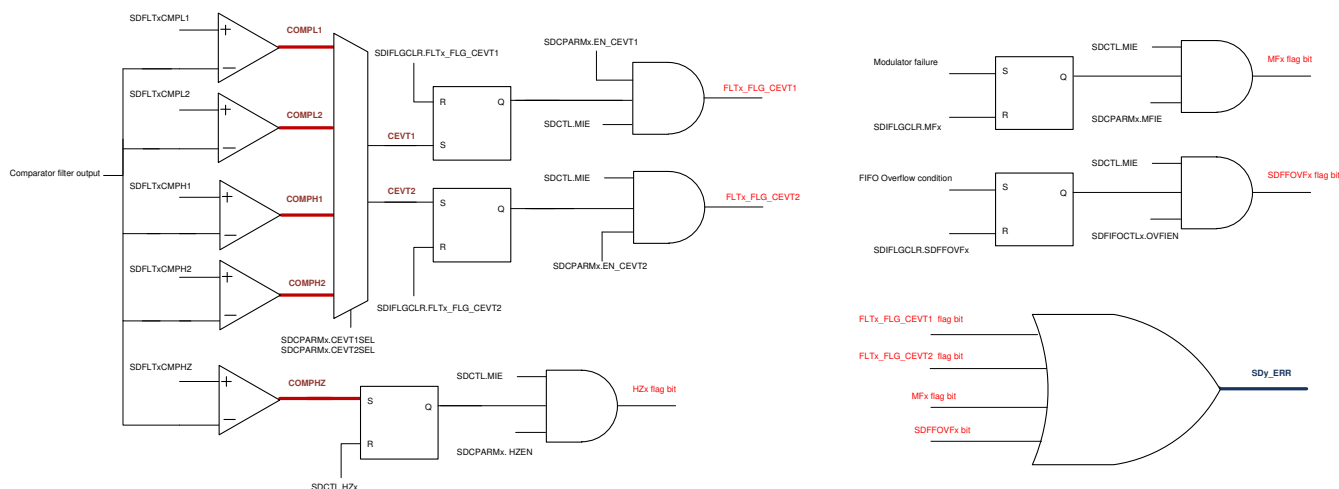 SDFLTxCMPL1
COMPL1
SDFLTxCMPL2
COMPL2
Comparator filter output
SDFLTxCMPH1
COMPH1
SDFLTxCMPH2
COMPH2
SDCPARMx.CEVT1SEL
SDCPARMx.CEVT2SEL
SDFLTxCMPHZ
COMPHZ
SDIFLGCLR.FLTx_FLG_CEVT1
R
Q
S
CEVT1
SDCPARMx.EN_CEVT1
SDCTL.MIE
FLTx_FLG_CEVT1
CEVT2
S
Q
R
SDIFLGCLR.FLTx_FLG_CEVT2
SDCTL.MIE
SDCPARMx.EN_CEVT2
FLTx_FLG_CEVT2
S
Q
R
SDCTL.HZx
SDCTL.MIE
SDCPARMx. HZEN
HZx flag bit
Modulator failure
S
Q
R
SDIFLGCLR.MFx
SDCTL.MIE
SDCPARMx.MFIE
MFx flag bit
FIFO Overflow condition
S
Q
R
SDIFLGCLR.SDFFOVFx
SDCTL.MIE
SDFIFOCTLx.OVFIEN
SDFFOVFx flag bit
FLTx_FLG_CEVT1 flag bit
FLTx_FLG_CEVT2 flag bit
MFx flag bit
SDFFOVFx bit
SDy_ERR